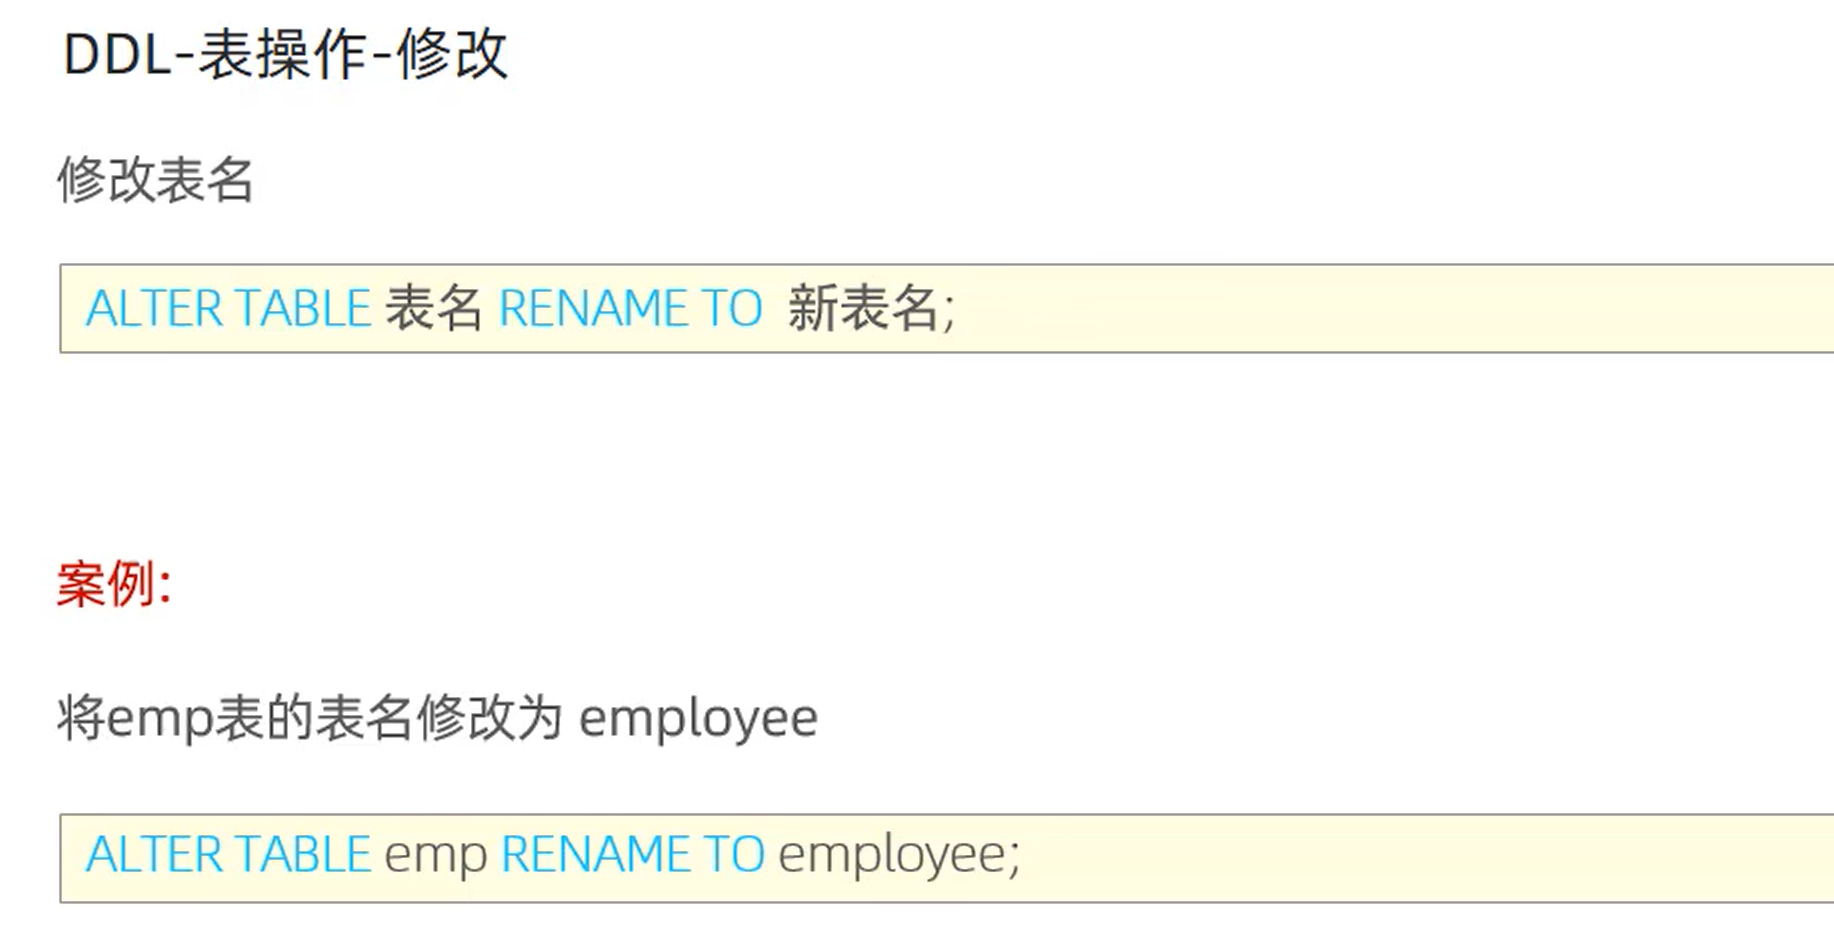 DDL-表操作-修改
修改表名
ALTER TABLE 表名 RENAME TO 新表名;
案例:
将emp表的表名修改为 employee
ALTER TABLE emp RENAME TO employee;